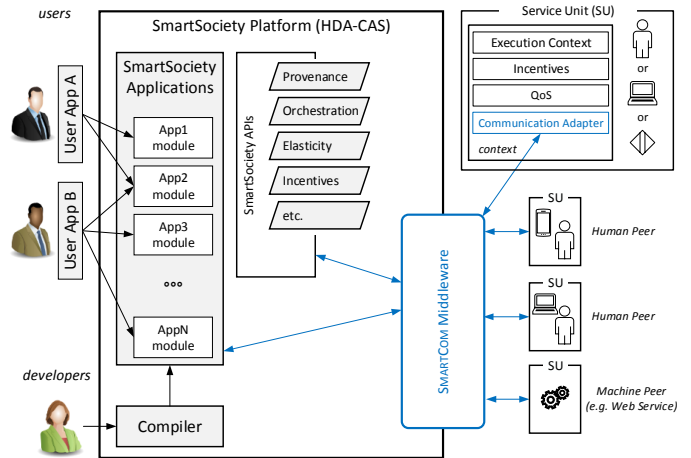 users
SmartSociety Platform (HDA-CAS)
Service Unit (SU)
User App A
User App B
SmartSociety
Applications
App1
module
App2
module
App3
module
AppN
module
SmartSociety APIs
Provenance
Orchestration
Elasticity
Incentives
etc.
Execution Context
Incentives
QoS
Communication Adapter
context
or
or
SMARTCOM Middleware
SU
Human Peer
SU
Human Peer
SU
Machine Peer
(e.g. Web Service)
developers
Compiler